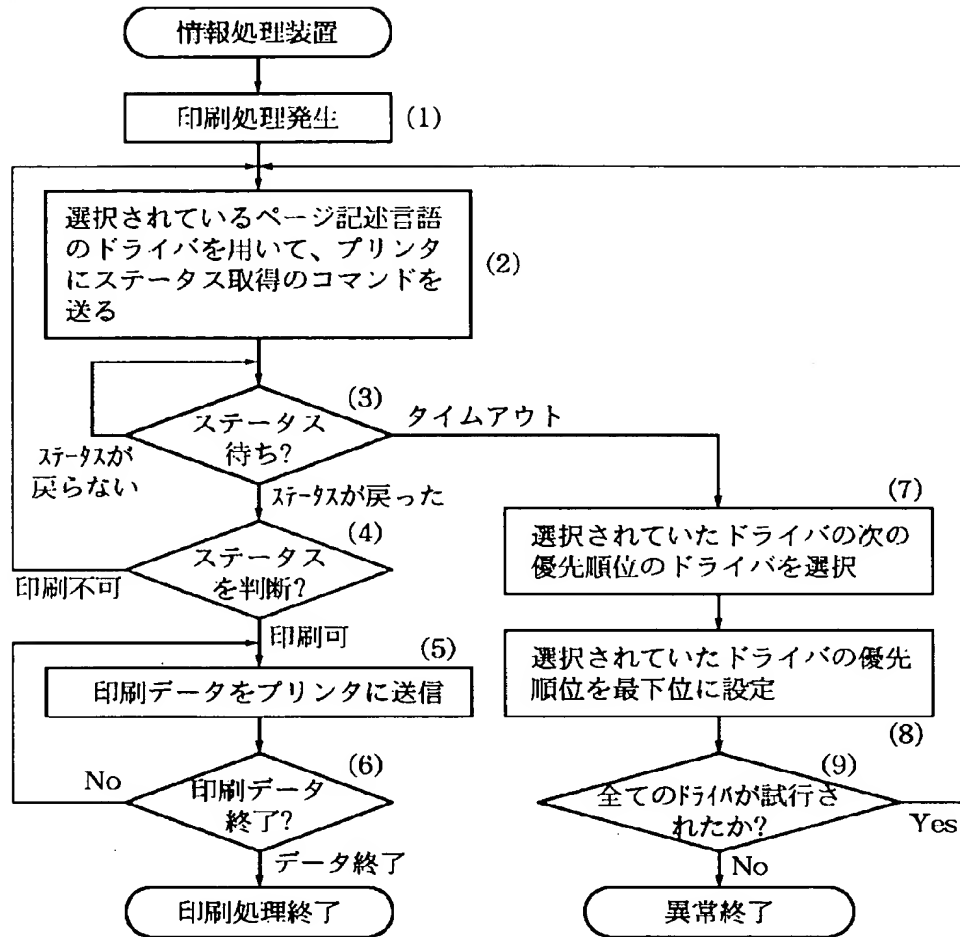 情報処理装置
印刷処理発生
(1)
選択されているページ記述言語
のドライバを用いて、プリンタ
にステータス取得のコマンドを
送る
(2)
(3)
ステータス
待ち?
タイムアウト
ステータスが
戻らない
ステータスが戻った
(4)
ステータス
を判断?
印刷不可
印刷可
(5)
印刷データをプリンタに送信
(6)
No
印刷データ
終了?
データ終了
印刷処理終了
(7)
選択されていたドライバの次の
優先順位のドライバを選択
選択されていたドライバの優先
順位を最下位に設定
(8)
(9)
全てのドライバが試行さ
れたか?
Yes
No
異常終了